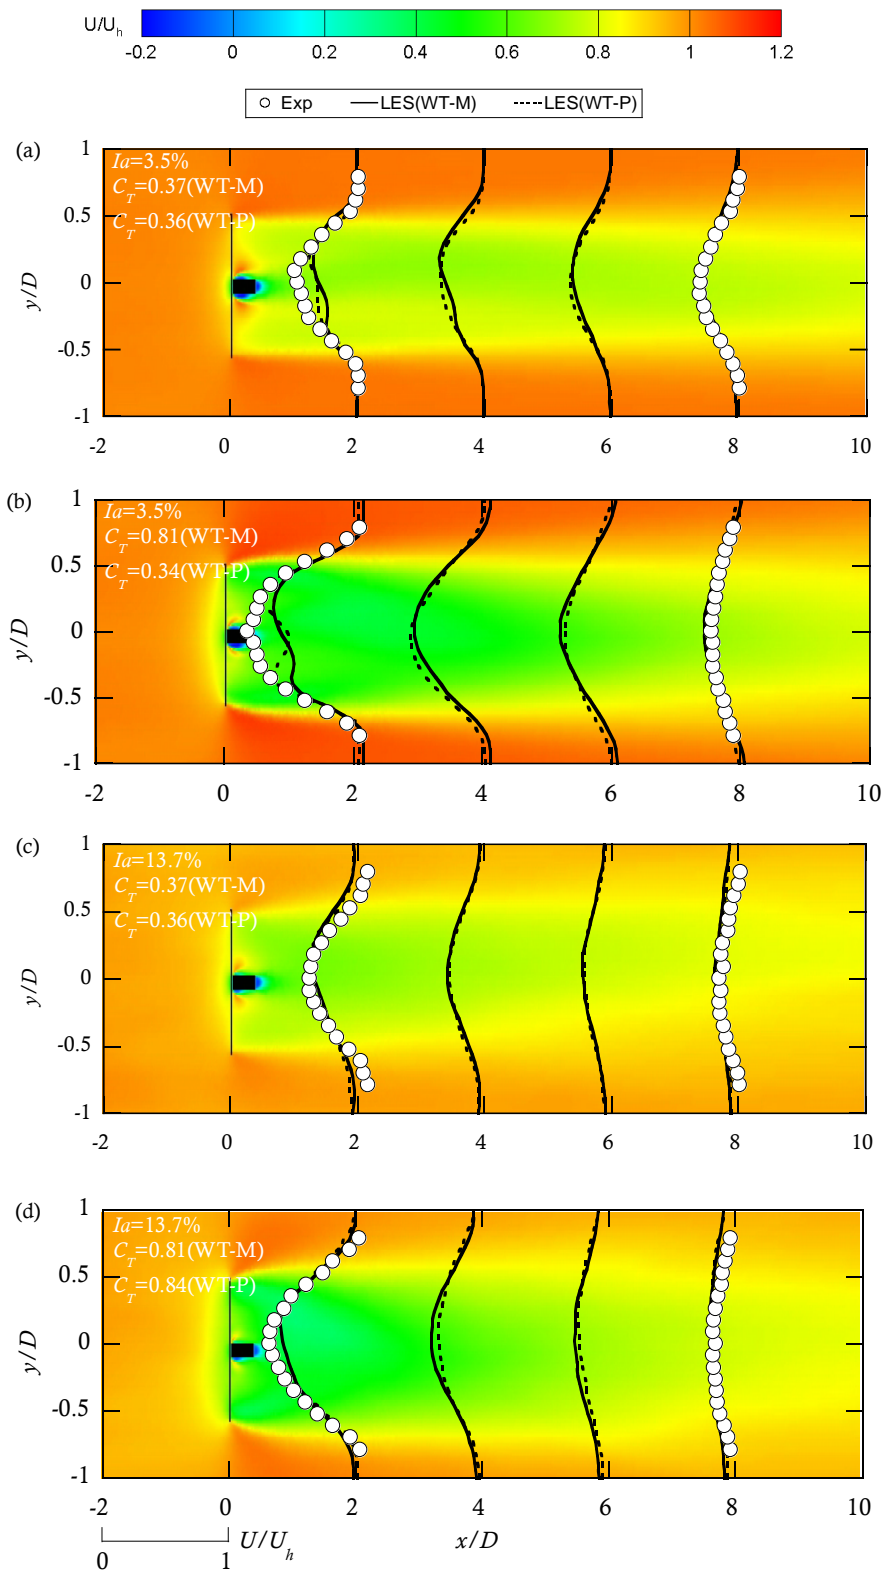 U/U_h
-0.2 0 0.2 0.4 0.6 0.8 1 1.2
Exp LES(WT-M) LES(WT-P)
(a)
Ia=3.5%
C_T=0.37(WT-M)
C_T=0.36(WT-P)
y/D
1
0.5
0
-0.5
-1
-2 0 2 4 6 8 10
(b)
Ia=3.5%
C_T=0.81(WT-M)
C_T=0.34(WT-P)
y/D
1
0.5
0
-0.5
-1
-2 0 2 4 6 8 10
(c)
Ia=13.7%
C_T=0.37(WT-M)
C_T=0.36(WT-P)
y/D
1
0.5
0
-0.5
-1
-2 0 2 4 6 8 10
(d)
Ia=13.7%
C_T=0.81(WT-M)
C_T=0.84(WT-P)
y/D
1
0.5
0
-0.5
-1
-2 0 2 4 6 8 10
U/U_h x/D
0 1